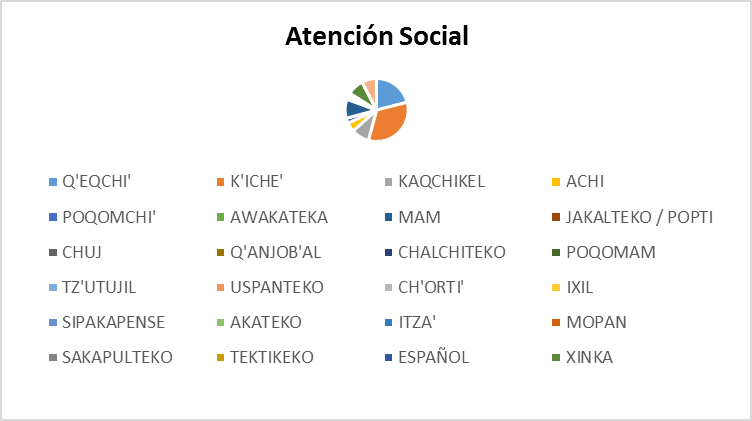 Atención Social
Q'EQCHI' K'ICHE' KAQCHIKEL ACHI
POQOMCHI' AWAKATEKA MAM JAKALTEKO / POPTI
CHUJ Q'ANJOB'AL CHALCHITEKO POQOMAM
TZ'UTUJIL USPANTEKO CH'ORTI' IXIL
SIPAKAPENSE AKATEKO ITZA' MOPAN
SAKAPULTEKO TEKTIKEKO ESPAÑOL XINKA